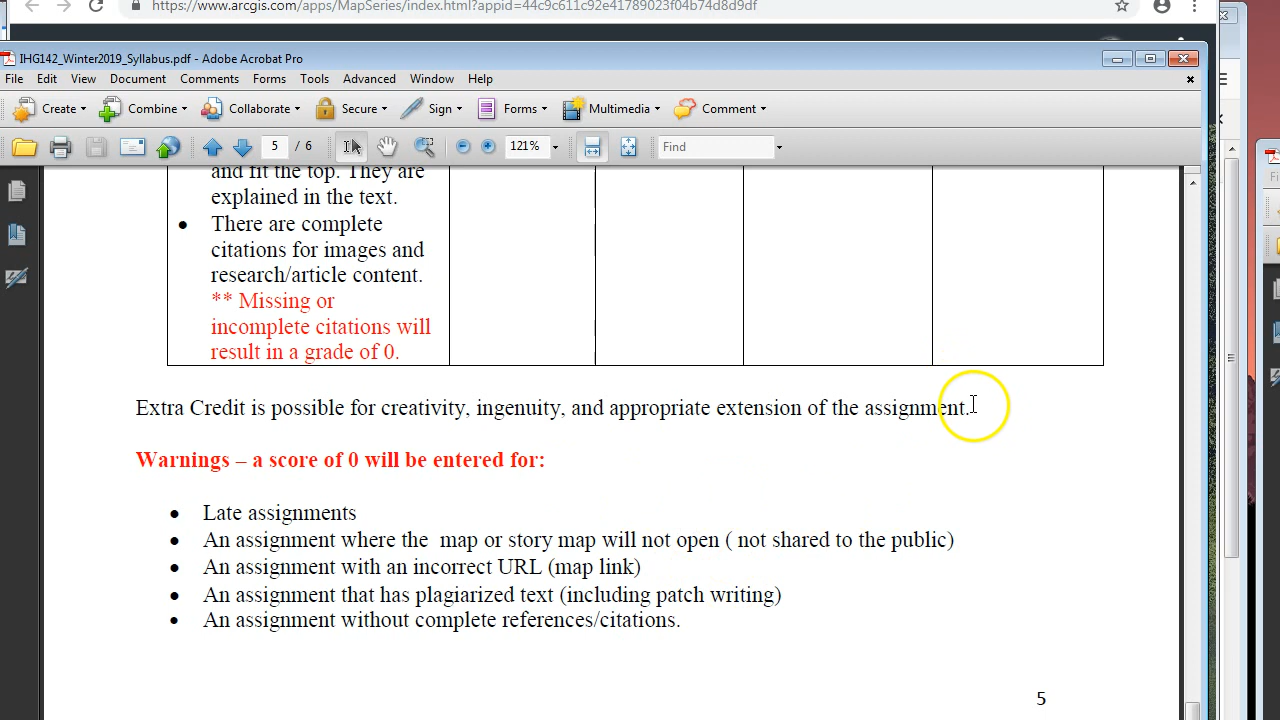 https://www.arcgis.com/apps/MapSeries/index.html?appid=44c9c611c92e41789023f04b74d8d9df
IHG142_Winter2019_Syllabus.pdf - Adobe Acrobat Pro
File Edit View Document Comments Forms Tools Advanced Window Help
Create Combine Collaborate Secure Sign Forms Multimedia Comment
5 / 6 121% Find
and fit the top. They are
explained in the text.
• There are complete
citations for images and
research/article content.
** Missing or
incomplete citations will
result in a grade of 0.
Extra Credit is possible for creativity, ingenuity, and appropriate extension of the assignment.
Warnings – a score of 0 will be entered for:
• Late assignments
• An assignment where the  map or story map will not open ( not shared to the public)
• An assignment with an incorrect URL (map link)
• An assignment that has plagiarized text (including patch writing)
• An assignment without complete references/citations.
5